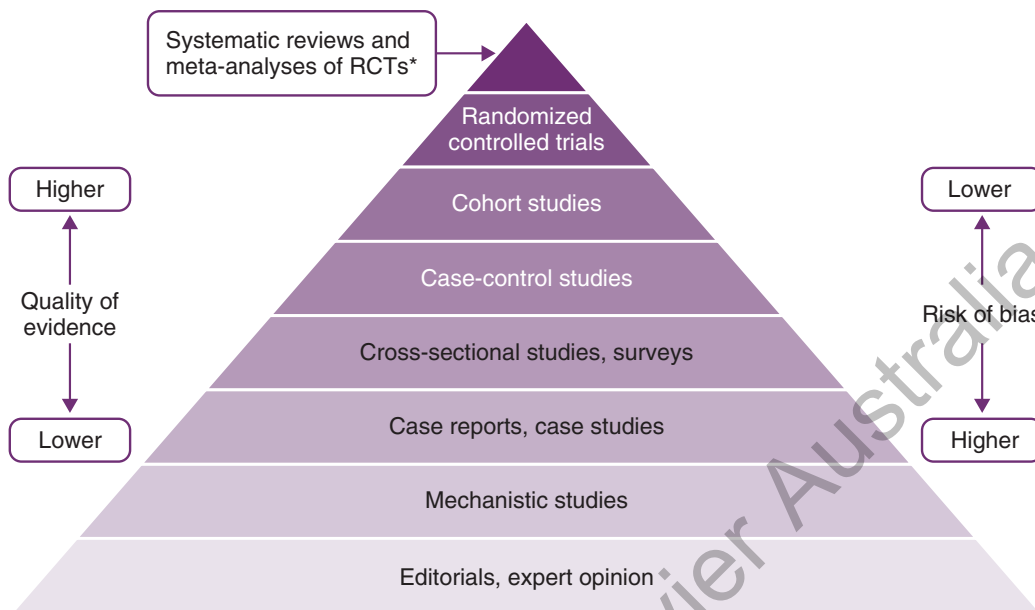 Systematic reviews and
meta-analyses of RCTs*
Randomized
controlled trials
Higher
Lower
Cohort studies
Case-control studies
Quality of
evidence
Risk of bias
Cross-sectional studies, surveys
Case reports, case studies
Lower
Higher
Mechanistic studies
Editorials, expert opinion
vier Australia